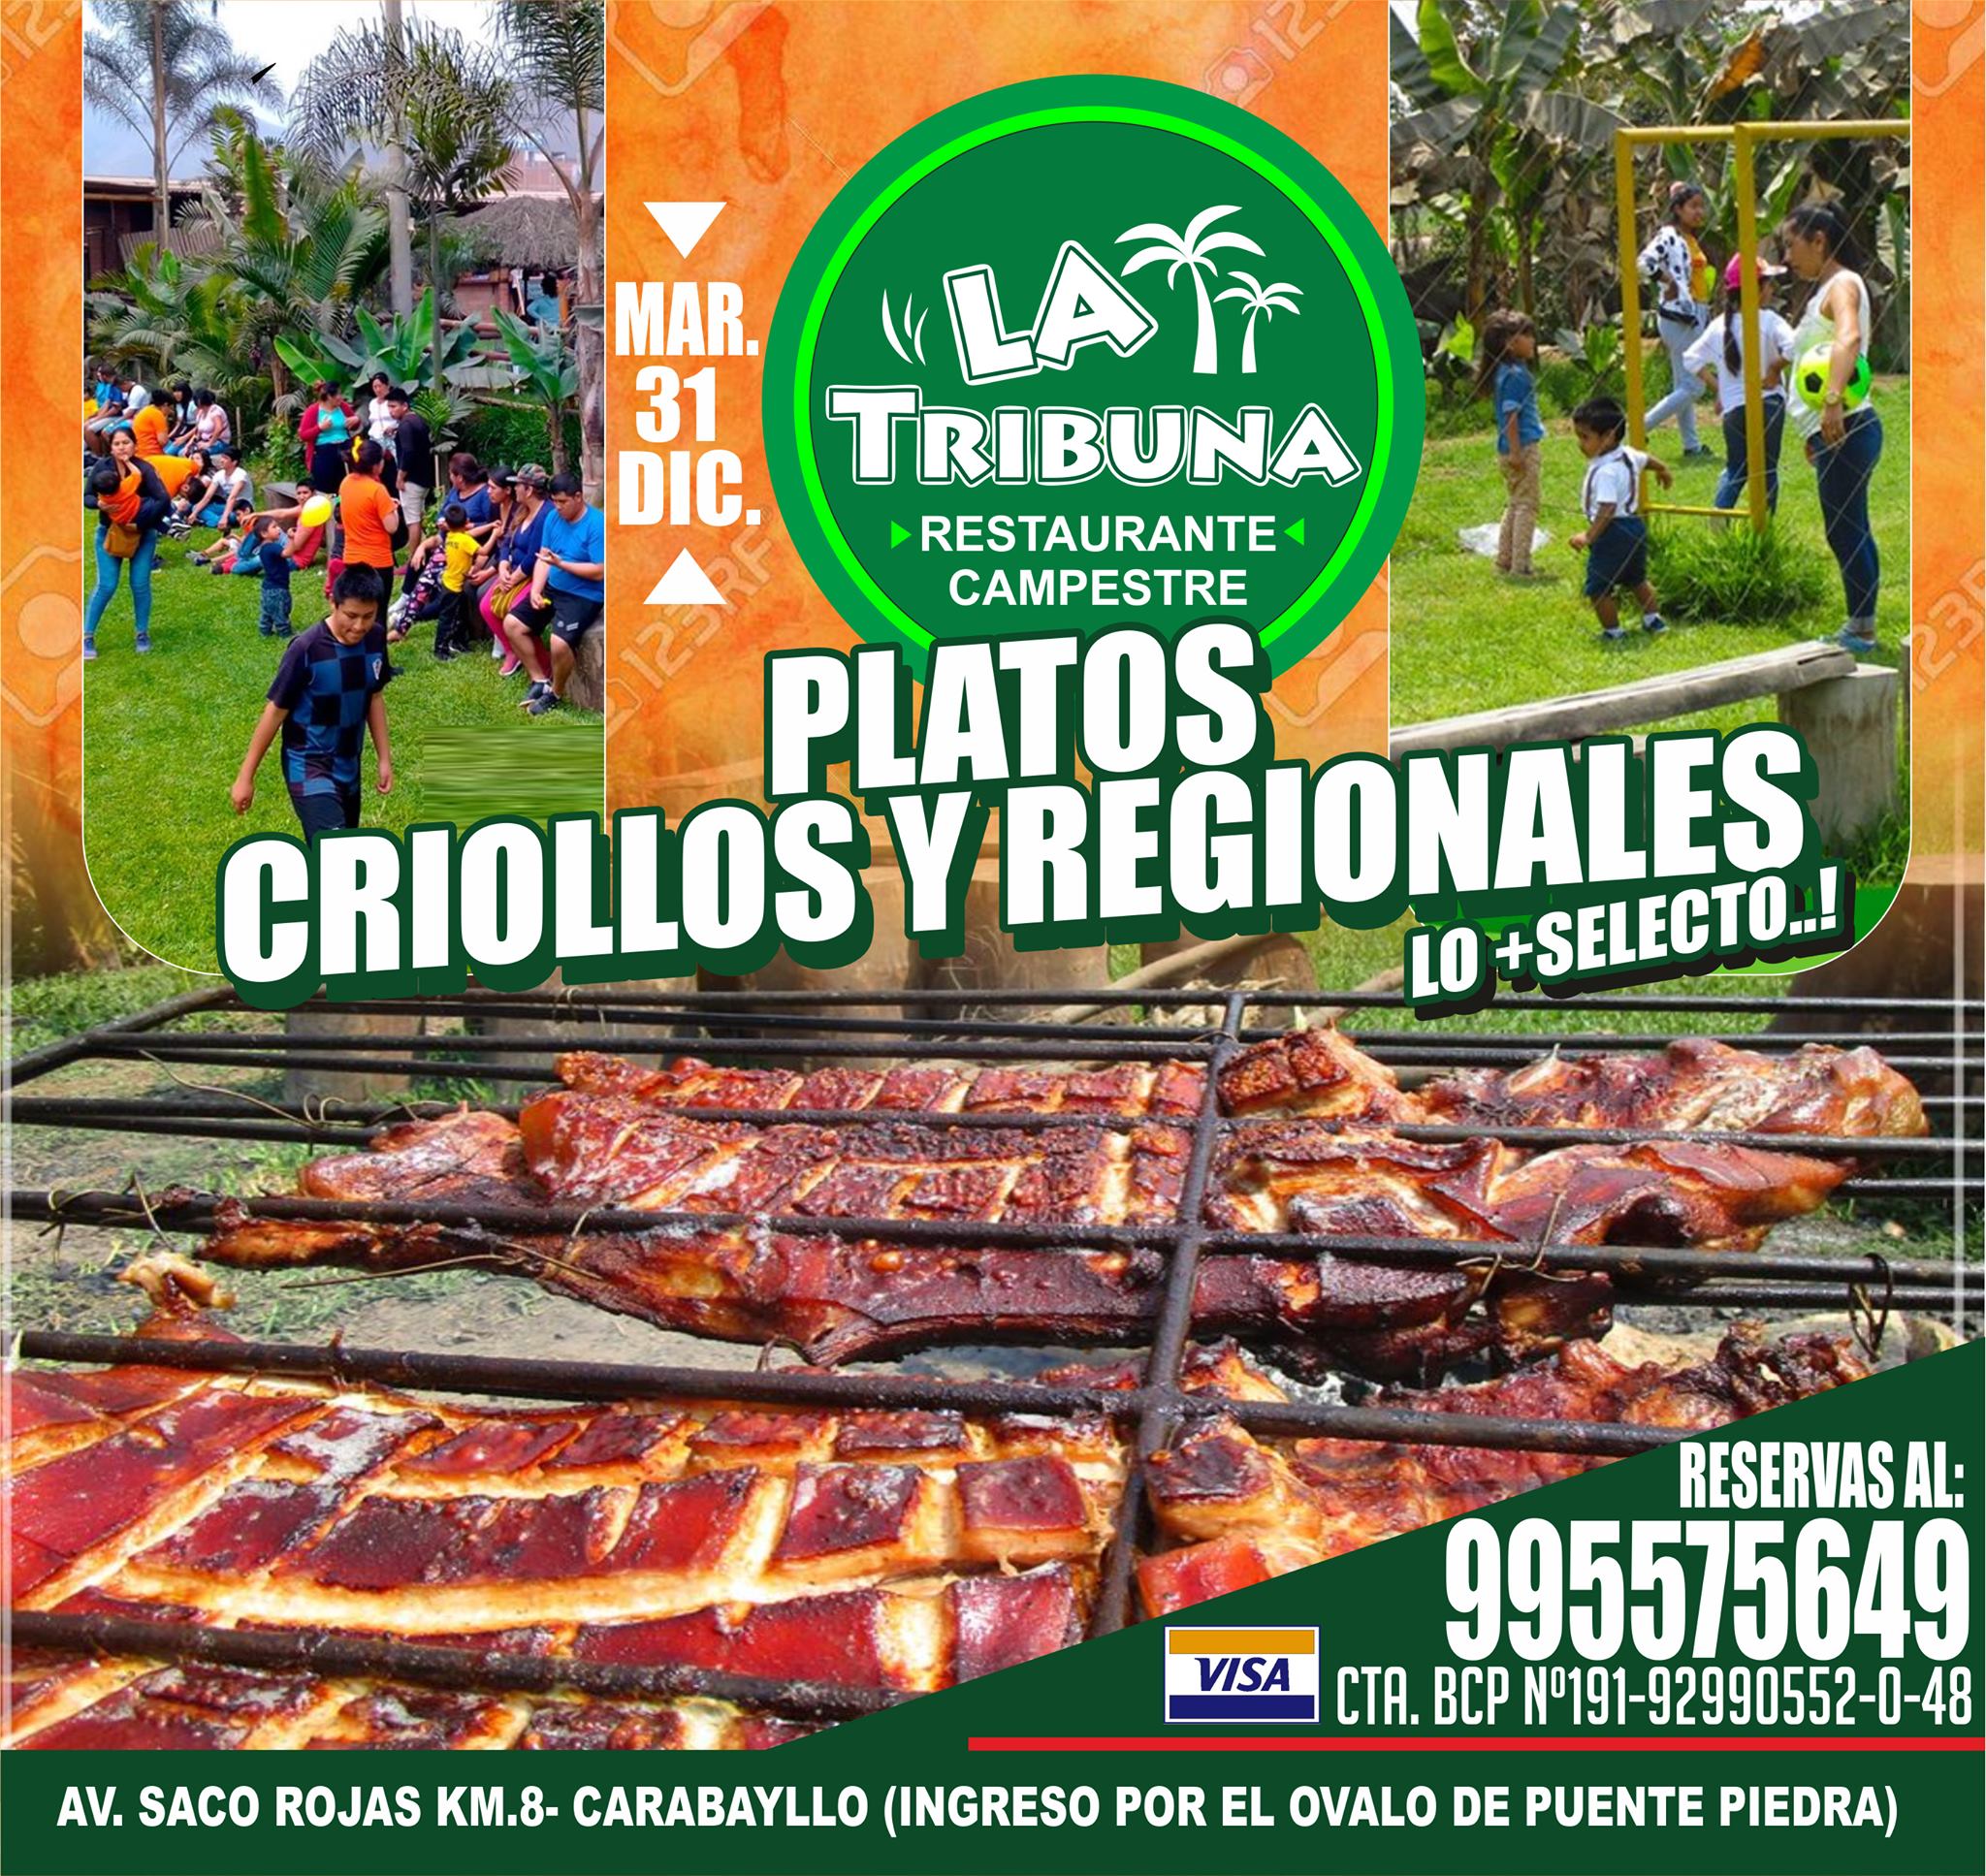 MAR.
31
DIC.
LA
TRIBUNA
RESTAURANTE
CAMPESTRE
PLATOS
CRIOLLOS Y REGIONALES
LO +SELECTO..!
RESERVAS AL:
995575649
VISA
CTA. BCP Nº191-92990552-0-48
AV. SACO ROJAS KM.8- CARABAYLLO (INGRESO POR EL OVALO DE PUENTE PIEDRA)
123RF